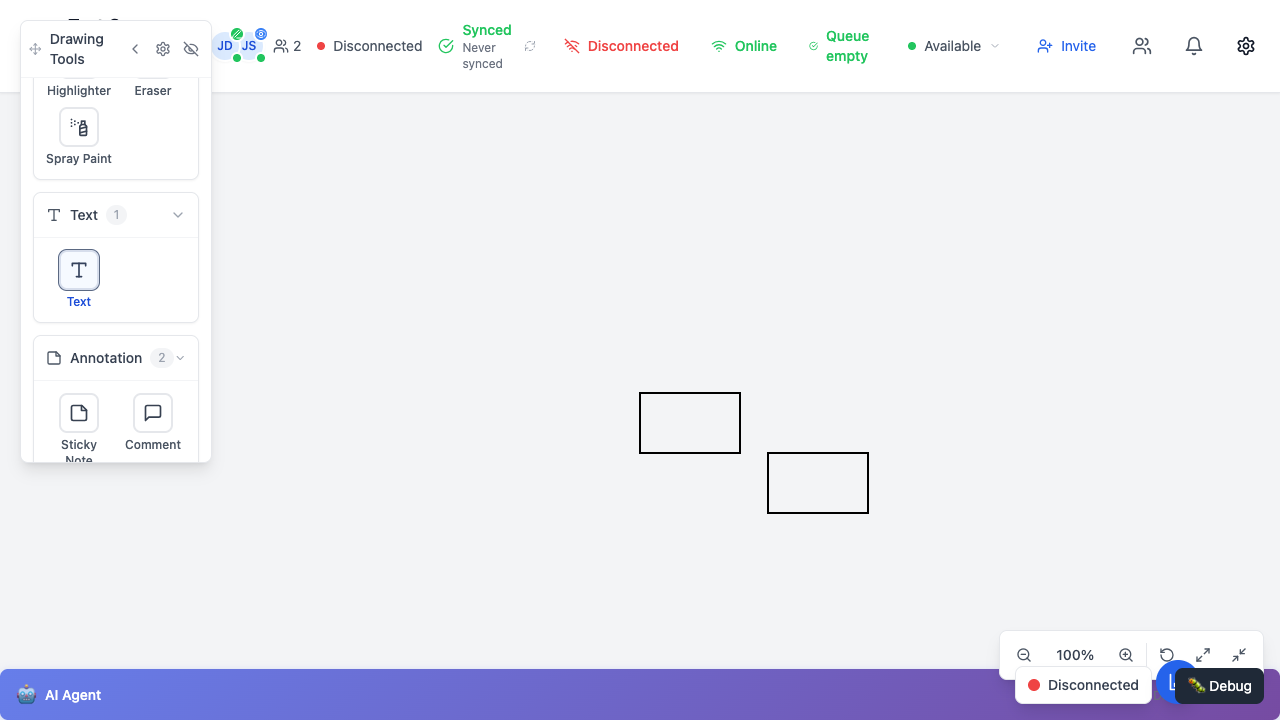 Drawing
Tools
JD JS 2 Disconnected
Synced
Never
synced
Disconnected
Online
Queue
empty
Available
Invite
Highlighter Eraser
Spray Paint
Text 1
Text
Annotation 2
Sticky
Note
Comment
100%
AI Agent
Disconnected
Debug